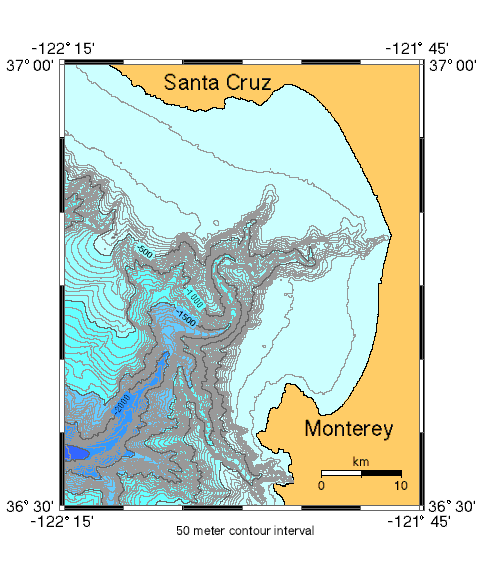 -122° 15' -121° 45'
37° 00' 37° 00'
Santa Cruz
-500
-1000
-1500
-2000
Monterey
km
0 10
36° 30' 36° 30'
-122° 15' -121° 45'
50 meter contour interval